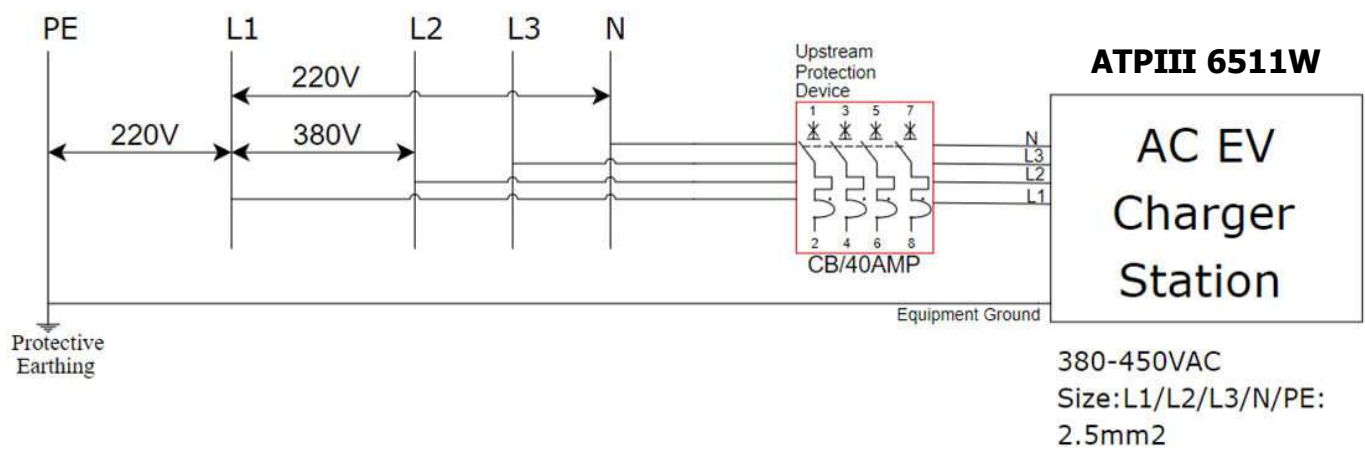 PE
L1
L2
L3
N
220V
220V
380V
Upstream
Protection
Device
1 3 5 7
2 4 6 8
CB/40AMP
N
L3
L2
L1
ATPIII 6511W
AC EV
Charger
Station
Equipment Ground
Protective
Earthing
380-450VAC
Size:L1/L2/L3/N/PE:
2.5mm2